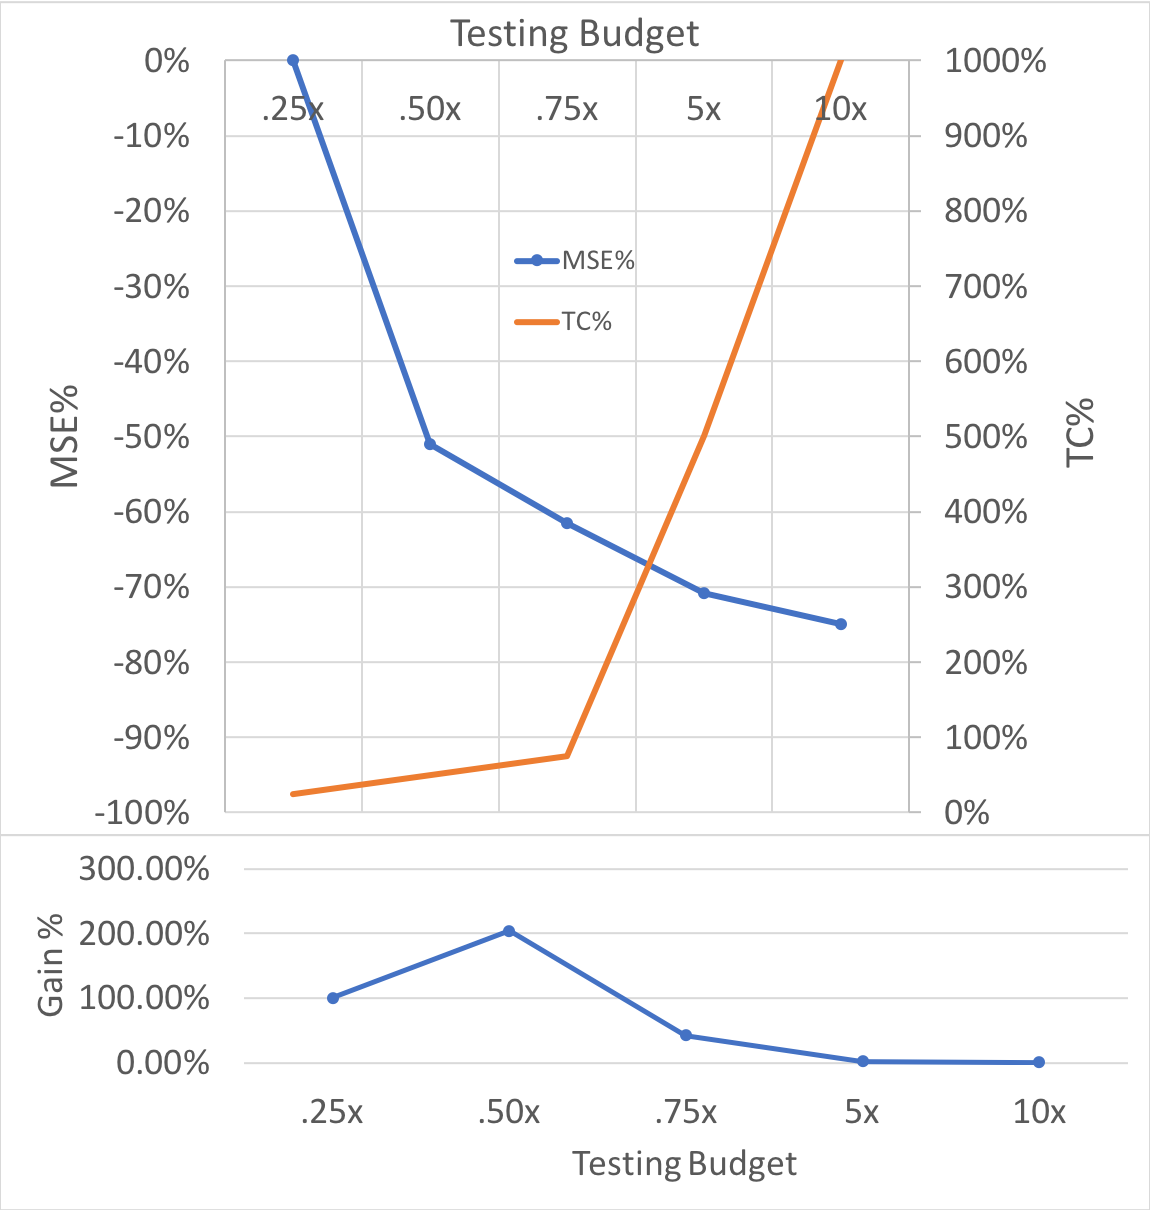 Testing Budget
0%
-10%
-20%
-30%
-40%
-50%
-60%
-70%
-80%
-90%
-100%
MSE%
.25x .50x .75x 5x 10x
MSE%
TC%
1000%
900%
800%
700%
600%
500%
400%
300%
200%
100%
0%
TC%
300.00%
200.00%
100.00%
0.00%
Gain %
.25x .50x .75x 5x 10x
Testing Budget